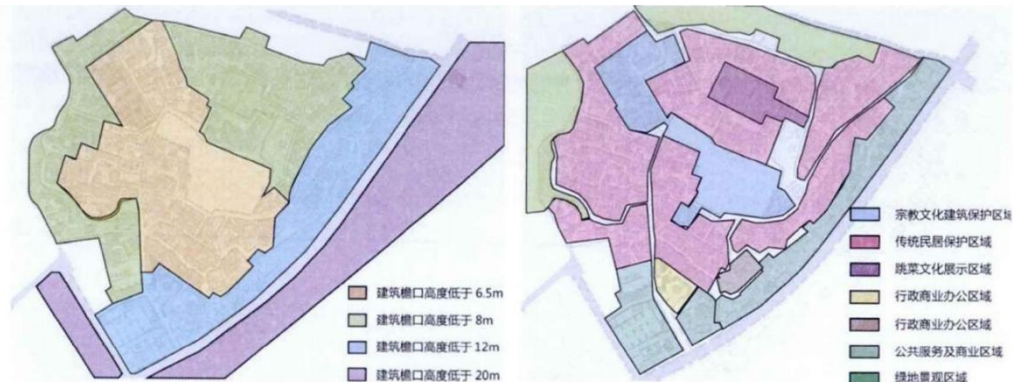 建筑檐口高度低于 6.5m
建筑檐口高度低于 8m
建筑檐口高度低于 12m
建筑檐口高度低于 20m
宗教文化建筑保护区域
传统民居保护区域
跳菜文化展示区域
行政商业办公区域
行政商业办公区域
公共服务及商业区域
绿地景观区域